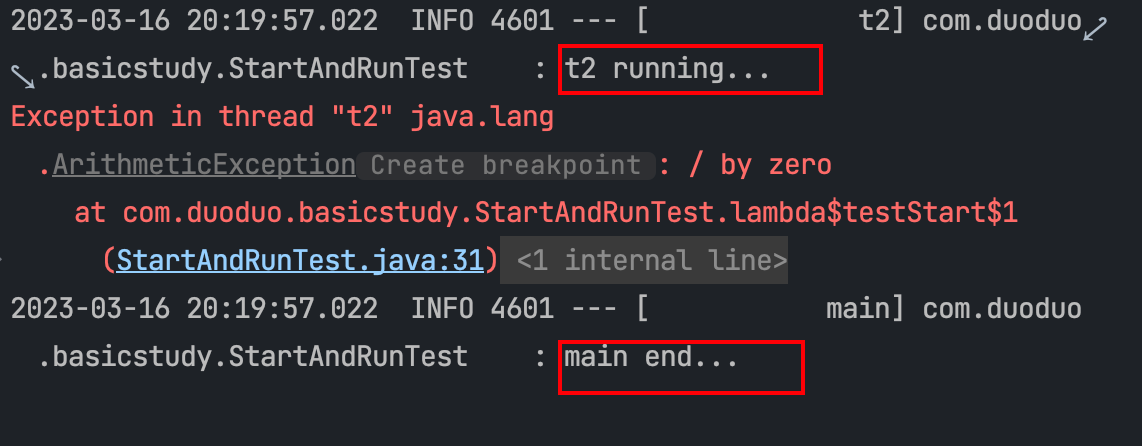 2023-03-16 20:19:57.022  INFO 4601 --- [             t2] com.duoduo
.basicstudy.StartAndRunTest    : t2 running...
Exception in thread "t2" java.lang
.ArithmeticException Create breakpoint : / by zero
at com.duoduo.basicstudy.StartAndRunTest.lambda$testStart$1
(StartAndRunTest.java:31) <1 internal line>
2023-03-16 20:19:57.022  INFO 4601 --- [           main] com.duoduo
.basicstudy.StartAndRunTest    : main end...